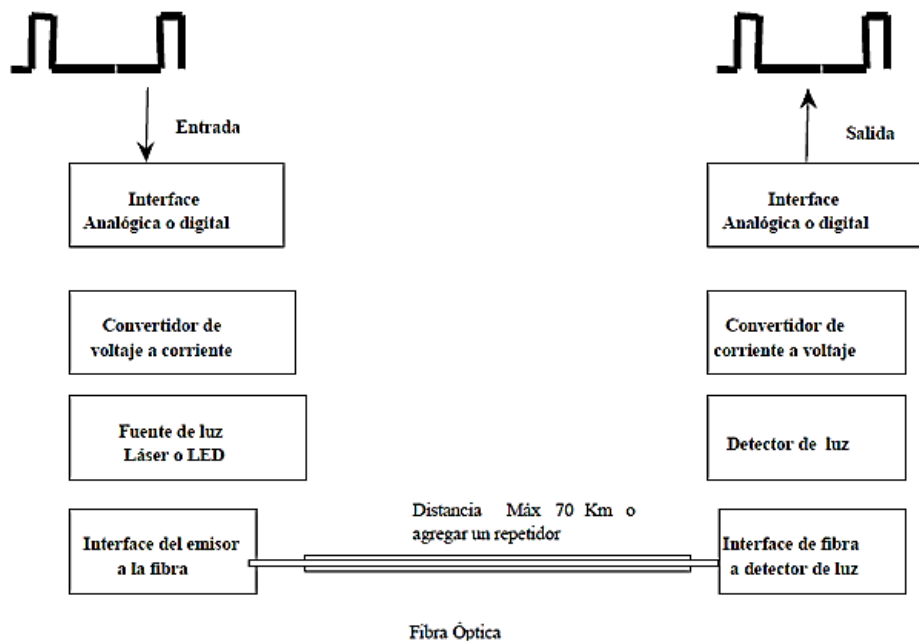 Entrada
Salida
Interface
Analógica o digital
Interface
Analógica o digital
Convertidor de
voltaje a corriente
Convertidor de
corriente a voltaje
Fuente de luz
Láser o LED
Detector de luz
Distancia Máx 70 Km o
agregar un repetidor
Interface del emisor
a la fibra
Interface de fibra
a detector de luz
Fibra Óptica